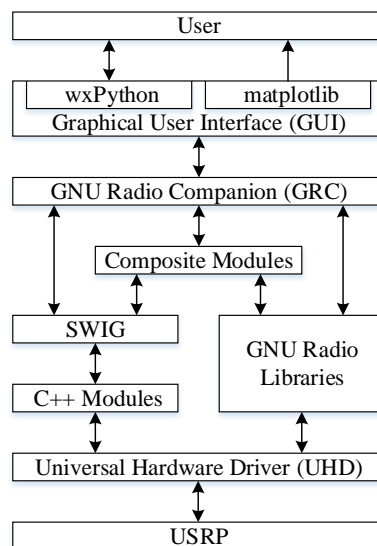 User
wxPython
matplotlib
Graphical User Interface (GUI)
GNU Radio Companion (GRC)
Composite Modules
SWIG
GNU Radio
Libraries
C++ Modules
Universal Hardware Driver (UHD)
USRP